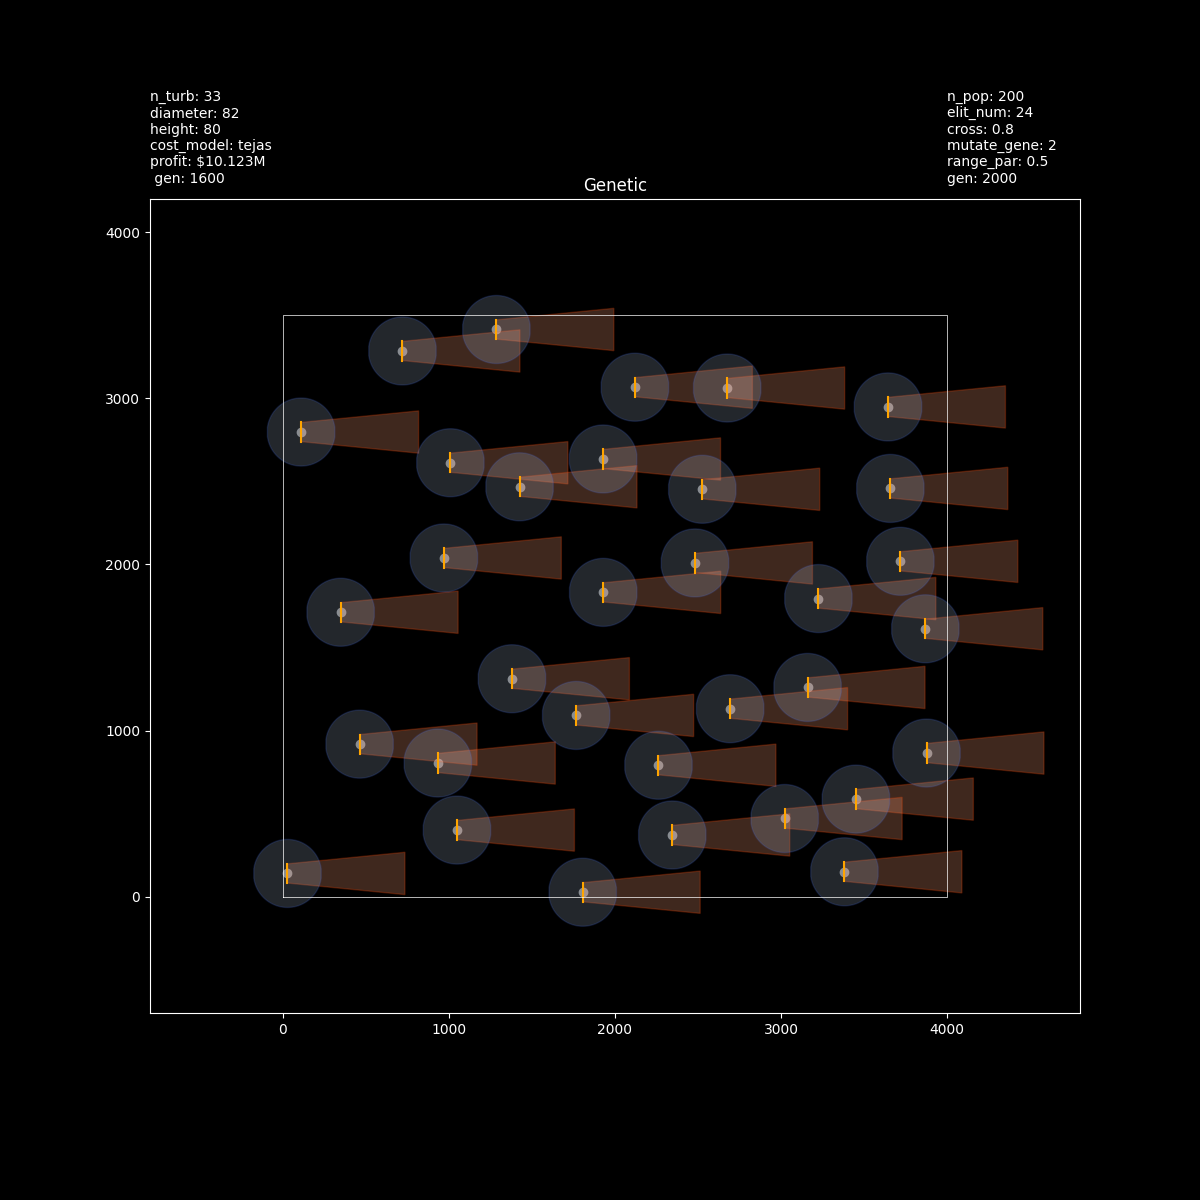 n_turb: 33
diameter: 82
height: 80
cost_model: tejas
profit: $10.123M
gen: 1600
n_pop: 200
elit_num: 24
cross: 0.8
mutate_gene: 2
range_par: 0.5
gen: 2000
Genetic
4000
3000
2000
1000
0
0
1000
2000
3000
4000